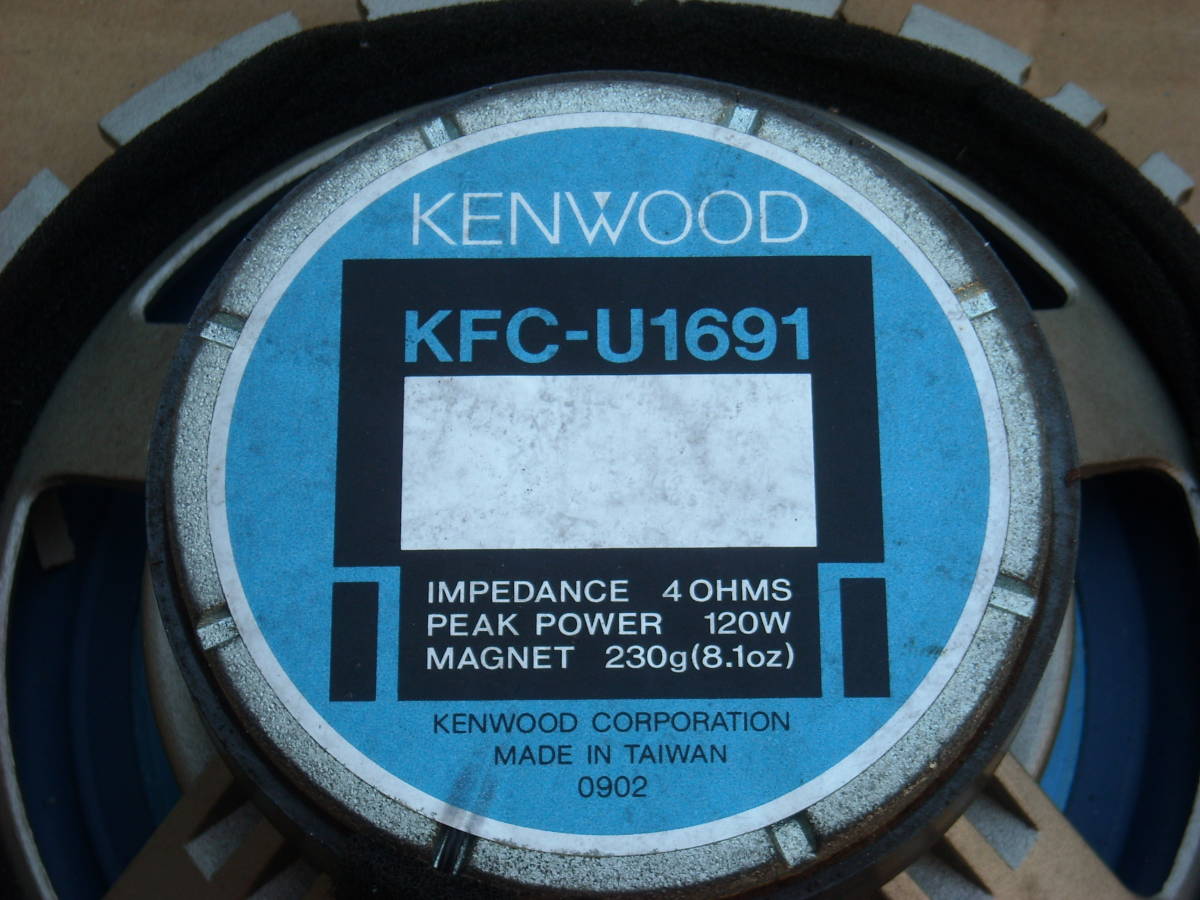 KENWOOD
KFC-U1691
IMPEDANCE 4 OHMS
PEAK POWER 120W
MAGNET 230g(8.1oz)
KENWOOD CORPORATION
MADE IN TAIWAN
0902